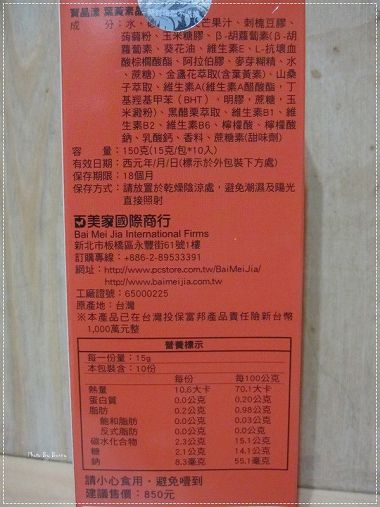 寶晶漾 葉黃素晶
成　　分：水、　　芒果汁、刺槐豆膠、
蒟蒻粉、玉米糖膠、β-胡蘿蔔素(β-胡
蘿蔔素、葵花油、維生素E、L-抗壞血
酸棕櫚酸酯、阿拉伯膠、麥芽糊精、水
、蔗糖)、金盞花萃取(含葉黃素)、山桑
子萃取、維生素A(維生素A醋酸酯，丁
基羥基甲苯（BHT），明膠，蔗糖，玉
米澱粉)、黑醋栗萃取、維生素B1、維生
素B2、維生素B6、檸檬酸、檸檬酸
鈉、乳酸鈣、香料、蔗糖素(甜味劑)
容　　量：150克(15克/包*10入)
有效日期：西元年/月/日(標示於外包裝下方處)
保存期限：18個月
保存方式：請放置於乾燥陰涼處，避免潮濕及陽光
直接照射
百美家國際商行
Bai Mei Jia International Firms
新北市板橋區永豐街61號1樓
訂購專線：+886-2-89533391
網址：http://www.pcstore.com.tw/BaiMeiJia/
http://www.baimeijia.com.tw
工廠證號：65000225
原產地：台灣
※本產品已在台灣投保富邦產品責任險新台幣
1,000萬元整
營養標示
每一份量：15g
本包裝含：10份
每份 每100公克
熱量 10.6大卡 70.1大卡
蛋白質 0.0公克 0.20公克
脂肪 0.2公克 0.98公克
飽和脂肪 0.0公克 0.03公克
反式脂肪 0.0公克 0.0公克
碳水化合物 2.3公克 15.1公克
糖 2.1公克 14.1公克
鈉 8.3毫克 55.1毫克
請小心食用，避免噎到
建議售價：850元